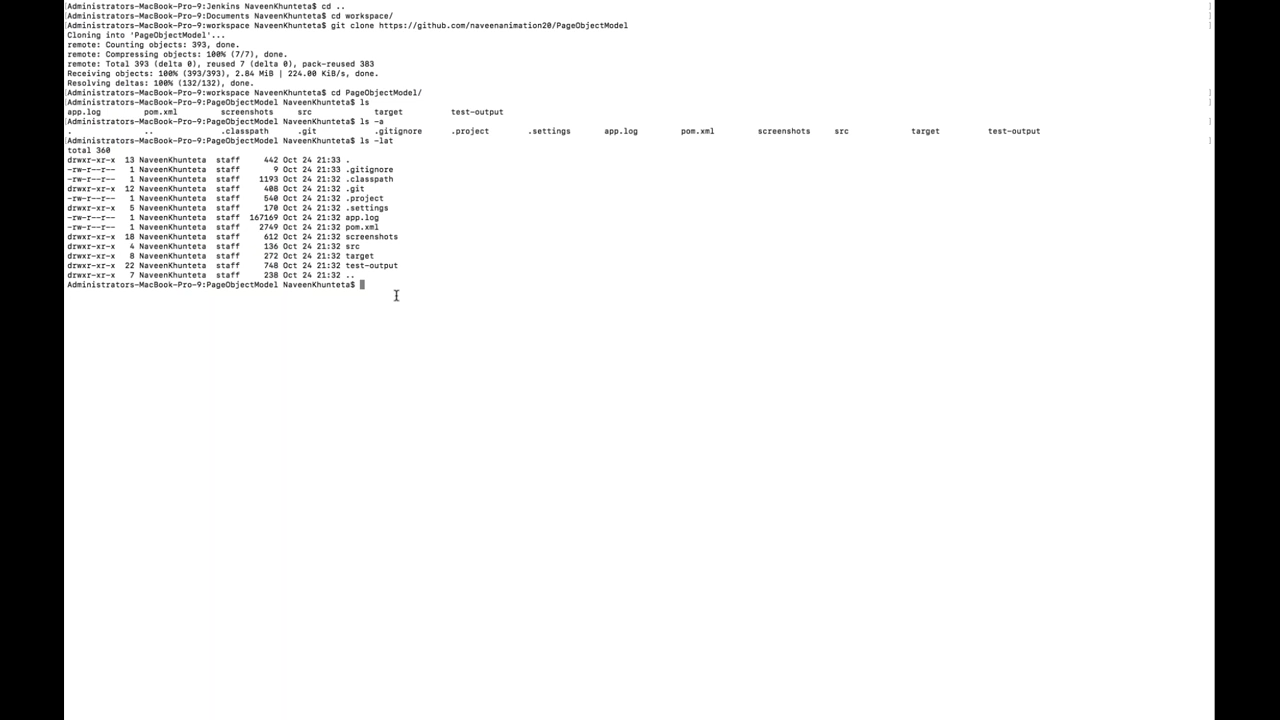 [Administrators-MacBook-Pro-9:Jenkins NaveenKhunteta$ cd .. ]
[Administrators-MacBook-Pro-9:Documents NaveenKhunteta$ cd workspace/ ]
[Administrators-MacBook-Pro-9:workspace NaveenKhunteta$ git clone https://github.com/naveenanimation20/PageObjectModel ]
Cloning into 'PageObjectModel'...
remote: Counting objects: 393, done.
remote: Compressing objects: 100% (7/7), done.
remote: Total 393 (delta 0), reused 7 (delta 0), pack-reused 383
Receiving objects: 100% (393/393), 2.84 MiB | 224.00 KiB/s, done.
Resolving deltas: 100% (132/132), done.
[Administrators-MacBook-Pro-9:workspace NaveenKhunteta$ cd PageObjectModel/ ]
[Administrators-MacBook-Pro-9:PageObjectModel NaveenKhunteta$ ls ]
app.log pom.xml screenshots src target test-output
[Administrators-MacBook-Pro-9:PageObjectModel NaveenKhunteta$ ls -a ]
. .. .classpath .git .gitignore .project .settings app.log pom.xml screenshots src target test-output
[Administrators-MacBook-Pro-9:PageObjectModel NaveenKhunteta$ ls -lat ]
total 360
drwxr-xr-x 13 NaveenKhunteta staff 442 Oct 24 21:33 .
-rw-r--r-- 1 NaveenKhunteta staff 9 Oct 24 21:33 .gitignore
-rw-r--r-- 1 NaveenKhunteta staff 1193 Oct 24 21:32 .classpath
drwxr-xr-x 12 NaveenKhunteta staff 408 Oct 24 21:32 .git
-rw-r--r-- 1 NaveenKhunteta staff 540 Oct 24 21:32 .project
drwxr-xr-x 5 NaveenKhunteta staff 170 Oct 24 21:32 .settings
-rw-r--r-- 1 NaveenKhunteta staff 167169 Oct 24 21:32 app.log
-rw-r--r-- 1 NaveenKhunteta staff 2749 Oct 24 21:32 pom.xml
drwxr-xr-x 18 NaveenKhunteta staff 612 Oct 24 21:32 screenshots
drwxr-xr-x 4 NaveenKhunteta staff 136 Oct 24 21:32 src
drwxr-xr-x 8 NaveenKhunteta staff 272 Oct 24 21:32 target
drwxr-xr-x 22 NaveenKhunteta staff 748 Oct 24 21:32 test-output
drwxr-xr-x 7 NaveenKhunteta staff 238 Oct 24 21:32 ..
Administrators-MacBook-Pro-9:PageObjectModel NaveenKhunteta$